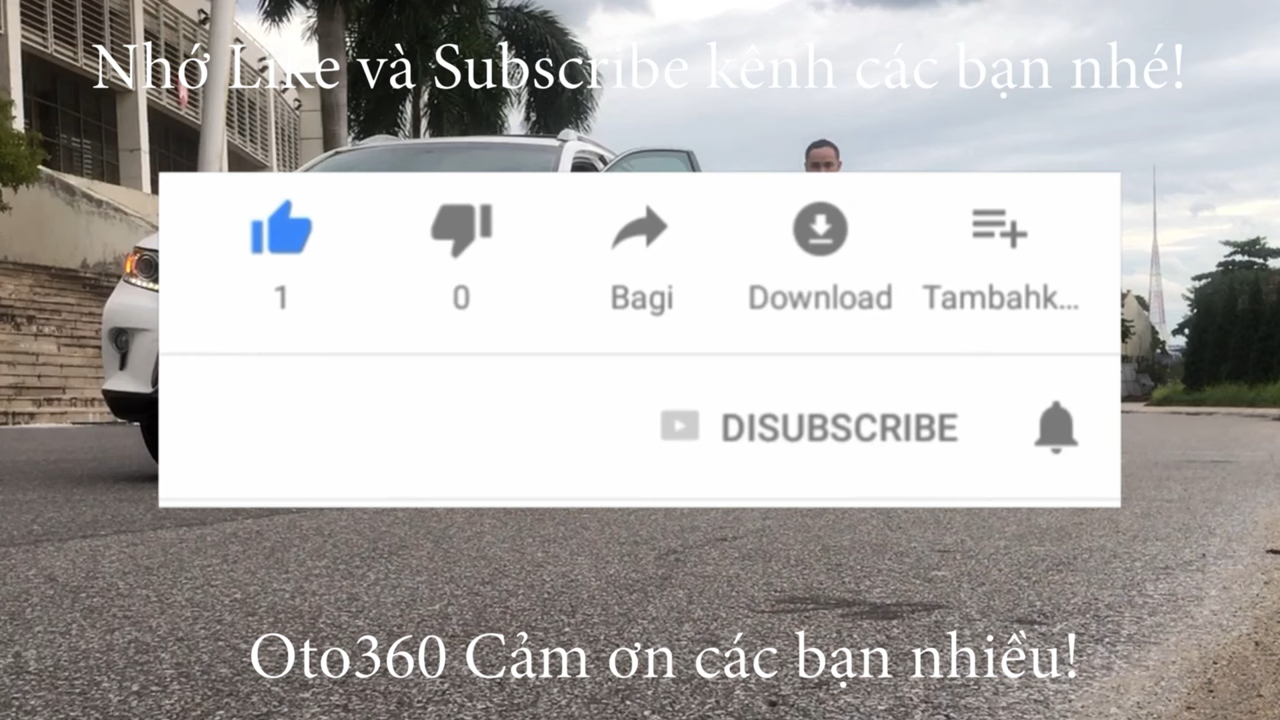 Nhớ Like và Subscribe kênh các bạn nhé!
1 0 Bagi Download Tambahk...
DISUBSCRIBE
Oto360 Cảm ơn các bạn nhiều!